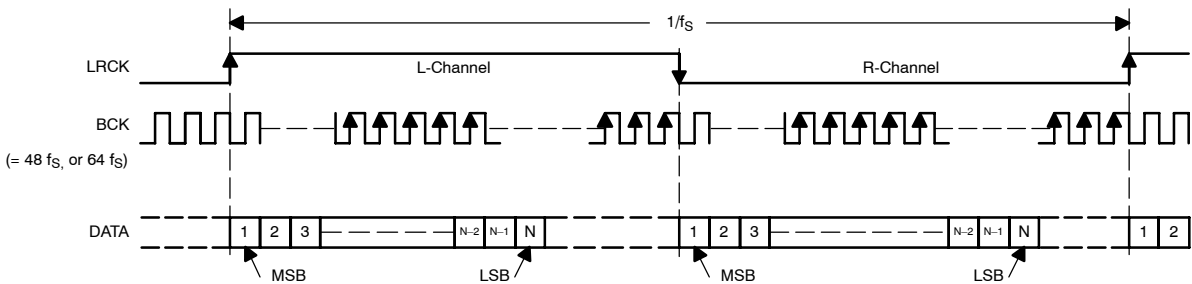 1/fS
LRCK
L-Channel
R-Channel
BCK
(= 48 fS, or 64 fS)
DATA
1 2 3 N–2 N–1 N 1 2 3 N–2 N–1 N 1 2
MSB LSB MSB LSB